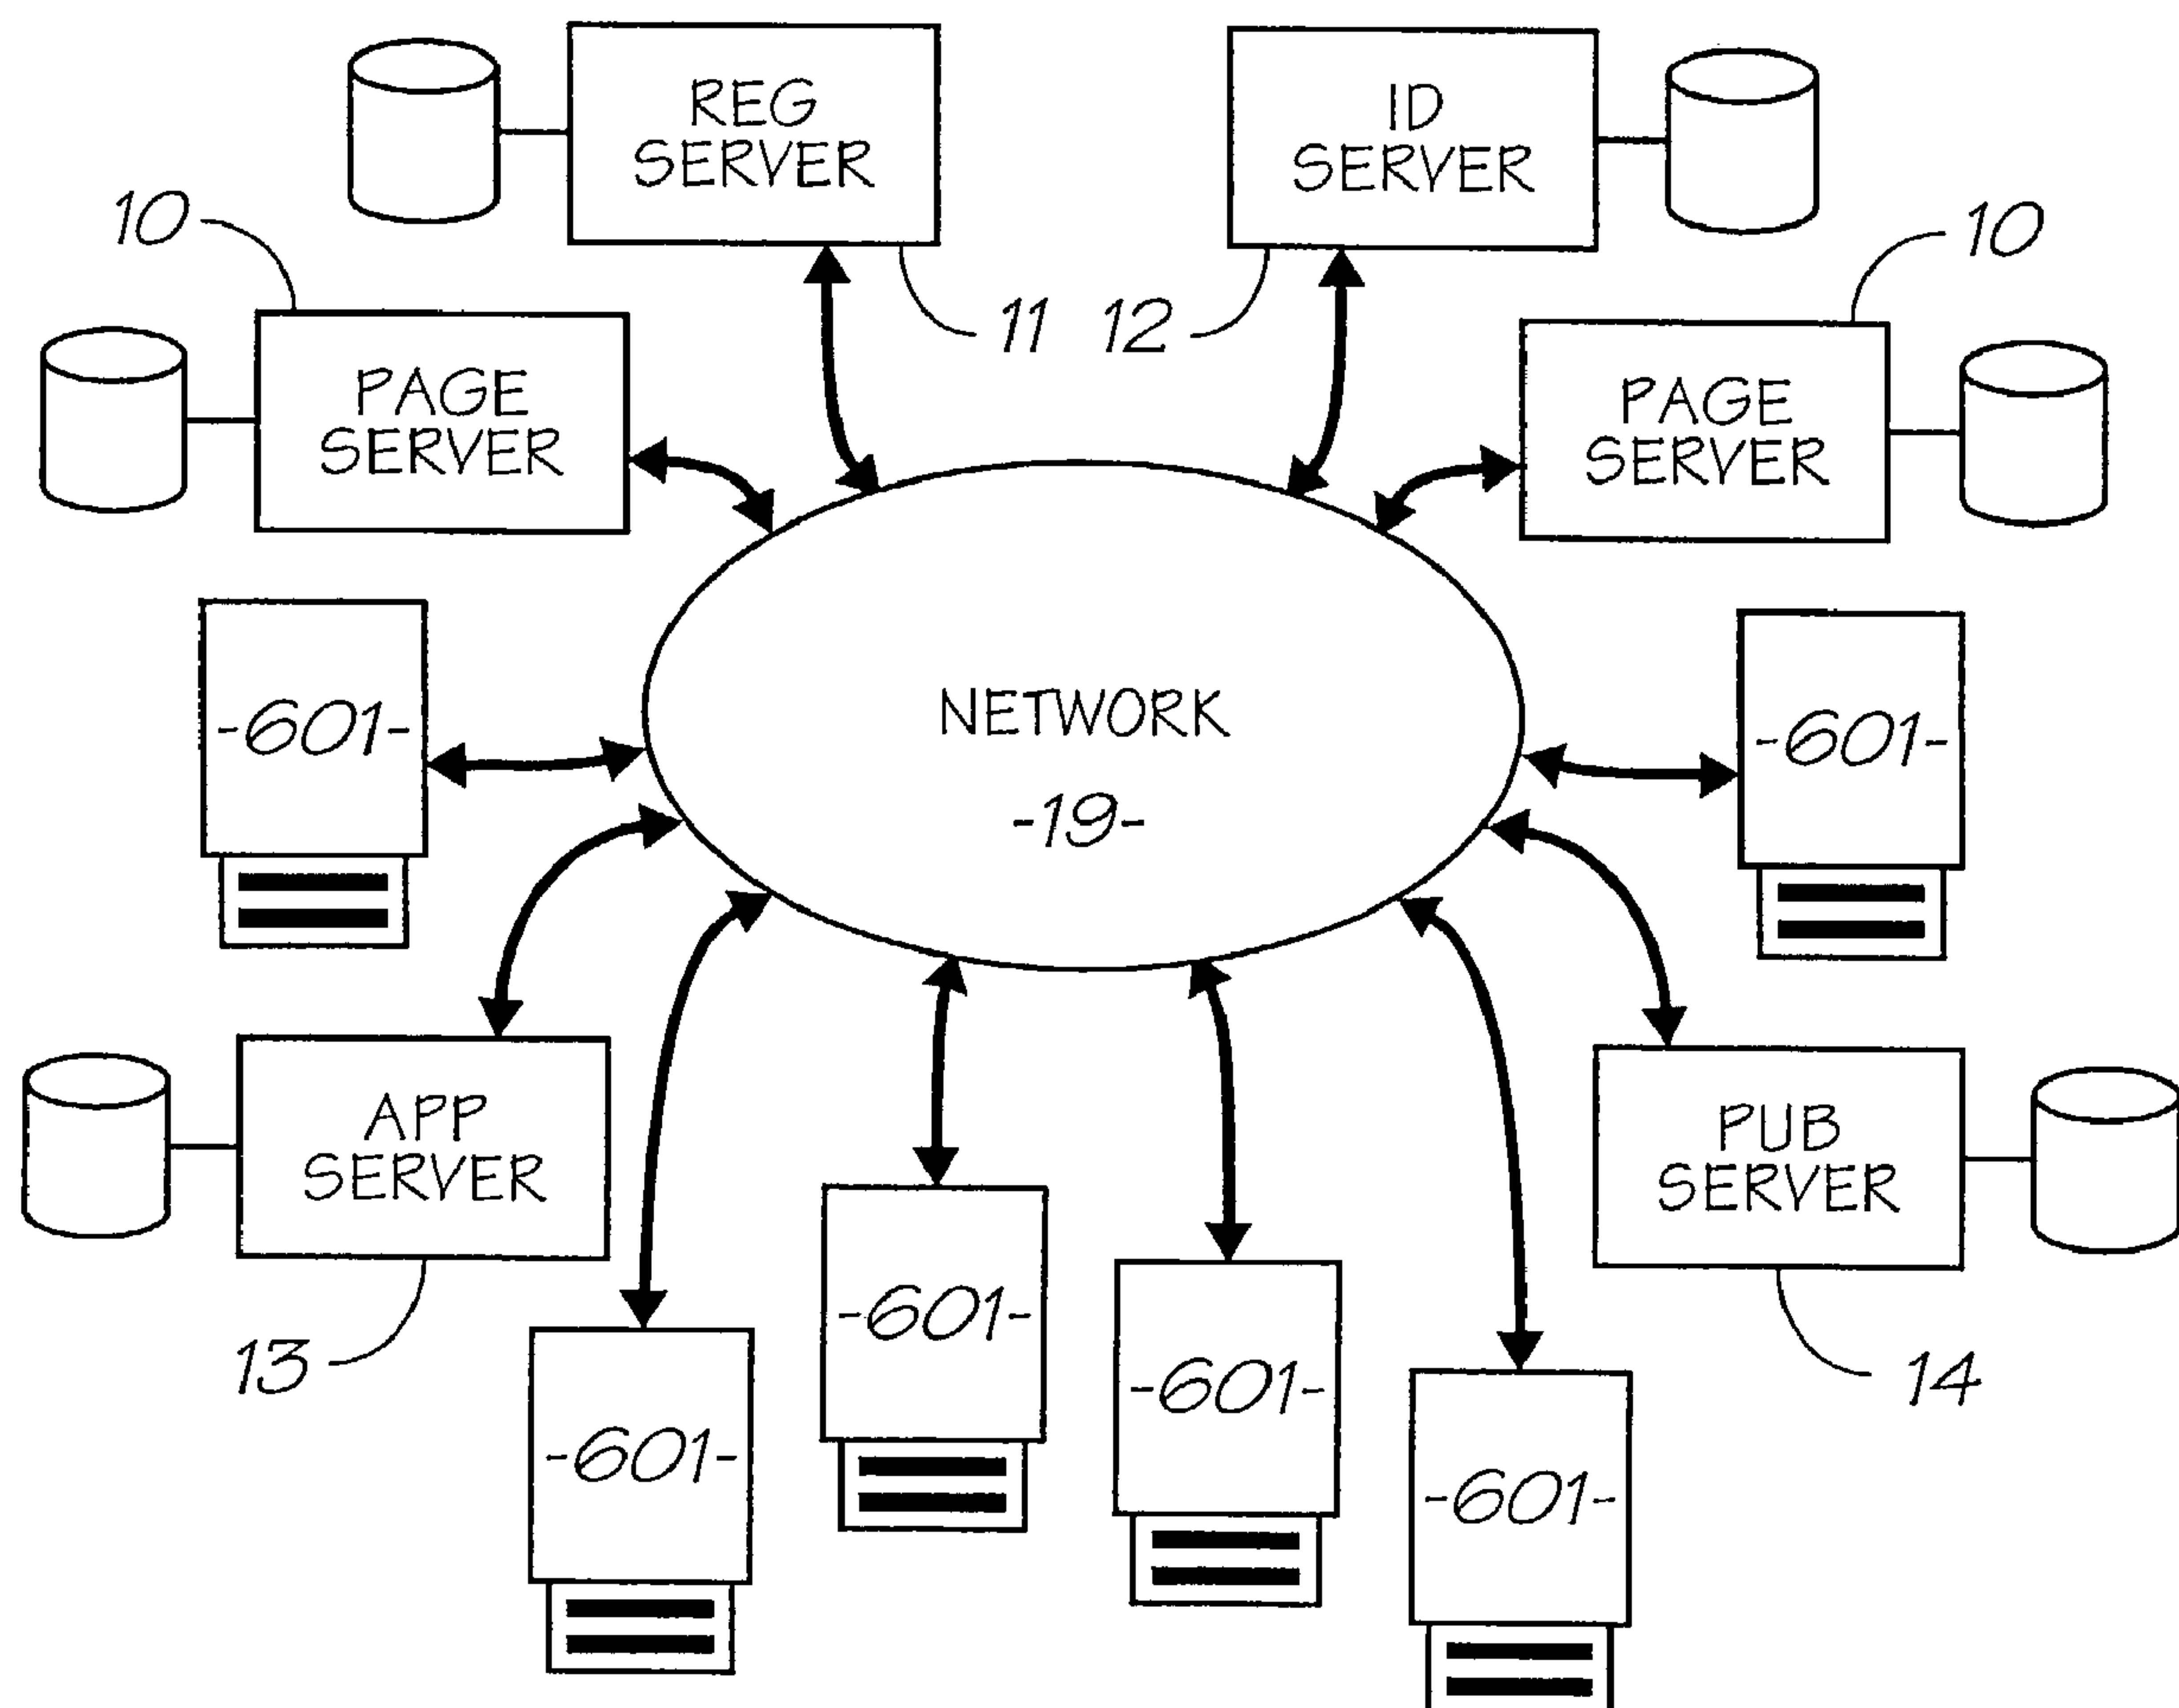 REG
SERVER
ID
SERVER
10
10
11
12
PAGE
SERVER
PAGE
SERVER
-601-
NETWORK
-19-
-601-
APP
SERVER
PUB
SERVER
13
14
-601-
-601-
-601-
-601-